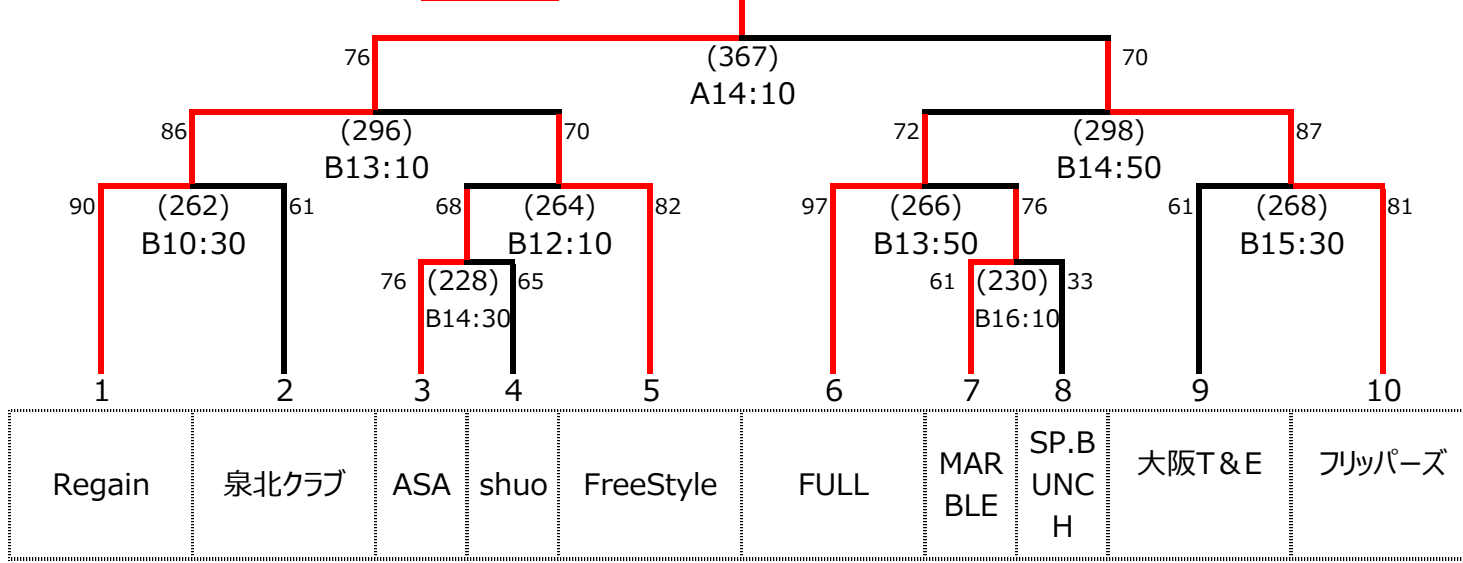 76 (367) 70
A14:10
86 (296) 70 72 (298) 87
B13:10 B14:50
90 (262) 61 68 (264) 82 97 (266) 76 61 (268) 81
B10:30 B12:10 B13:50 B15:30
76 (228) 65 61 (230) 33
B14:30 B16:10
1 2 3 4 5 6 7 8 9 10
Regain
泉北クラブ
ASA
shuo
FreeStyle
FULL
MAR
BLE
SP.B
UNC
H
大阪T&E
フリッパーズ